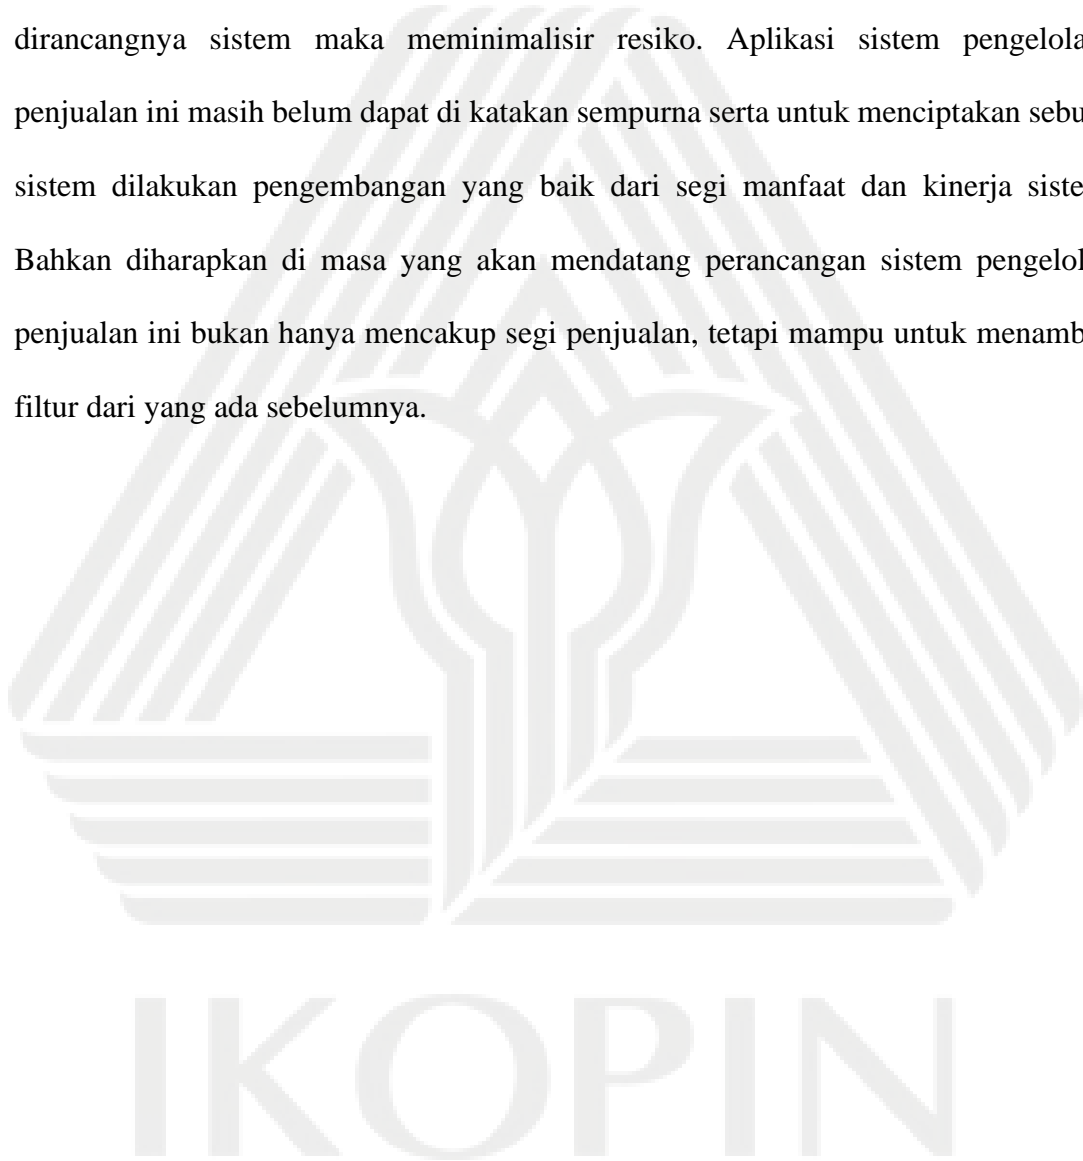 dirancangnya sistem maka meminimalisir resiko. Aplikasi sistem pengelola
penjualan ini masih belum dapat di katakan sempurna serta untuk menciptakan sebu
sistem dilakukan pengembangan yang baik dari segi manfaat dan kinerja siste
Bahkan diharapkan di masa yang akan mendatang perancangan sistem pengelol
penjualan ini bukan hanya mencakup segi penjualan, tetapi mampu untuk menamb
filtur dari yang ada sebelumnya.
IKOPIN